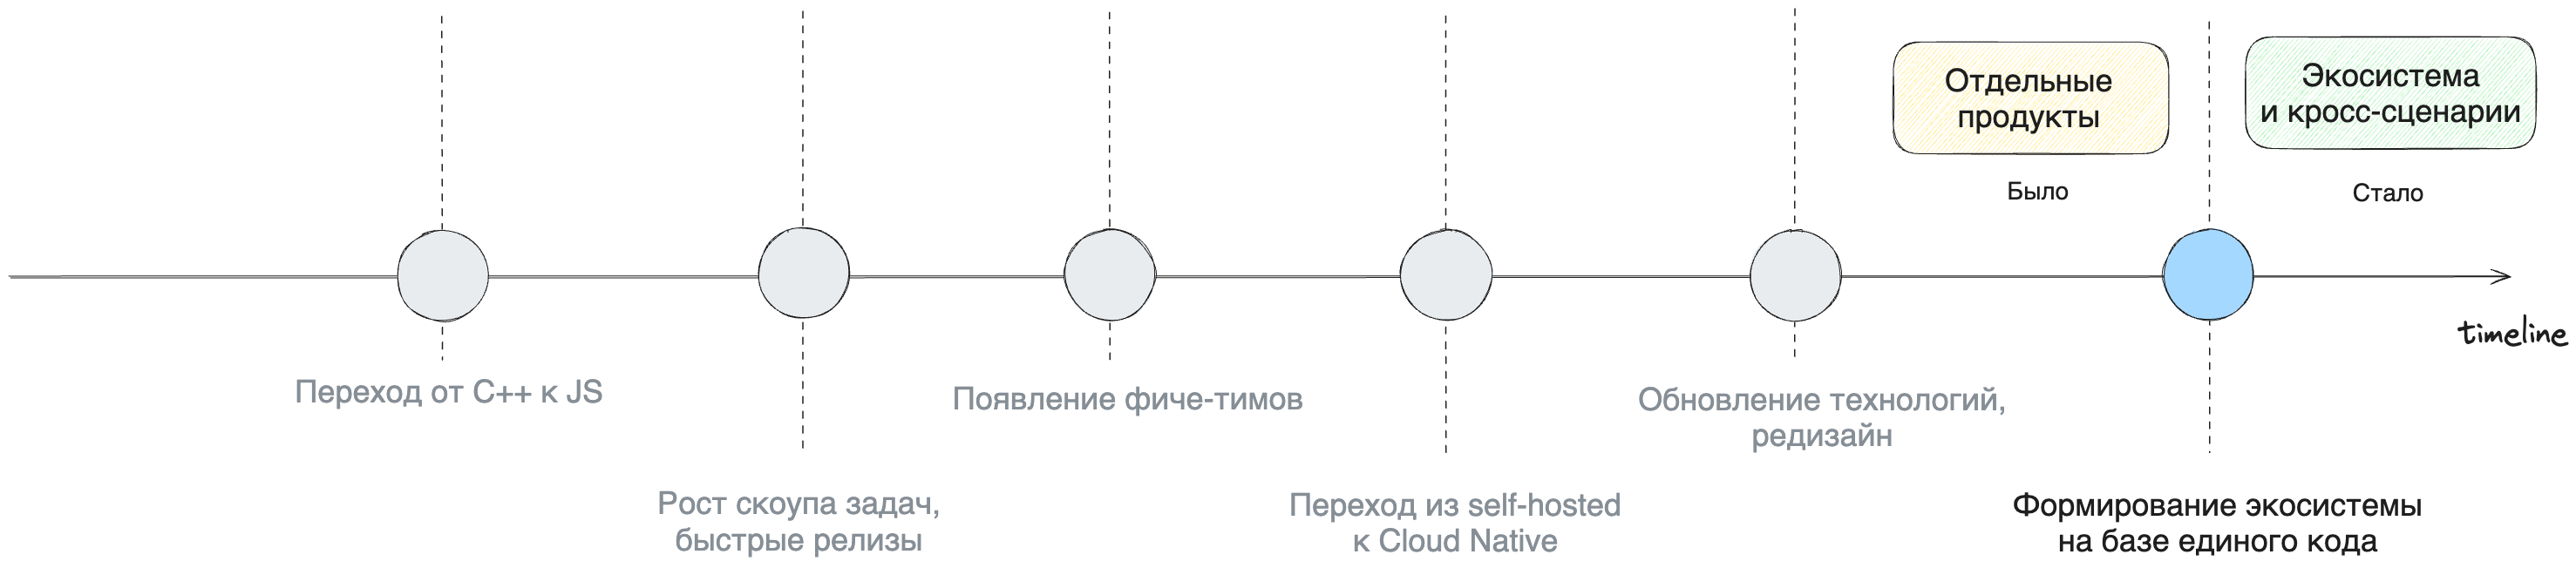 Отдельные
продукты
Экосистема
и кросс-сценарии
Было
Стало
timeline
Переход от C++ к JS
Рост скоупа задач,
быстрые релизы
Появление фиче-тимов
Переход из self-hosted
к Cloud Native
Обновление технологий,
редизайн
Формирование экосистемы
на базе единого кода